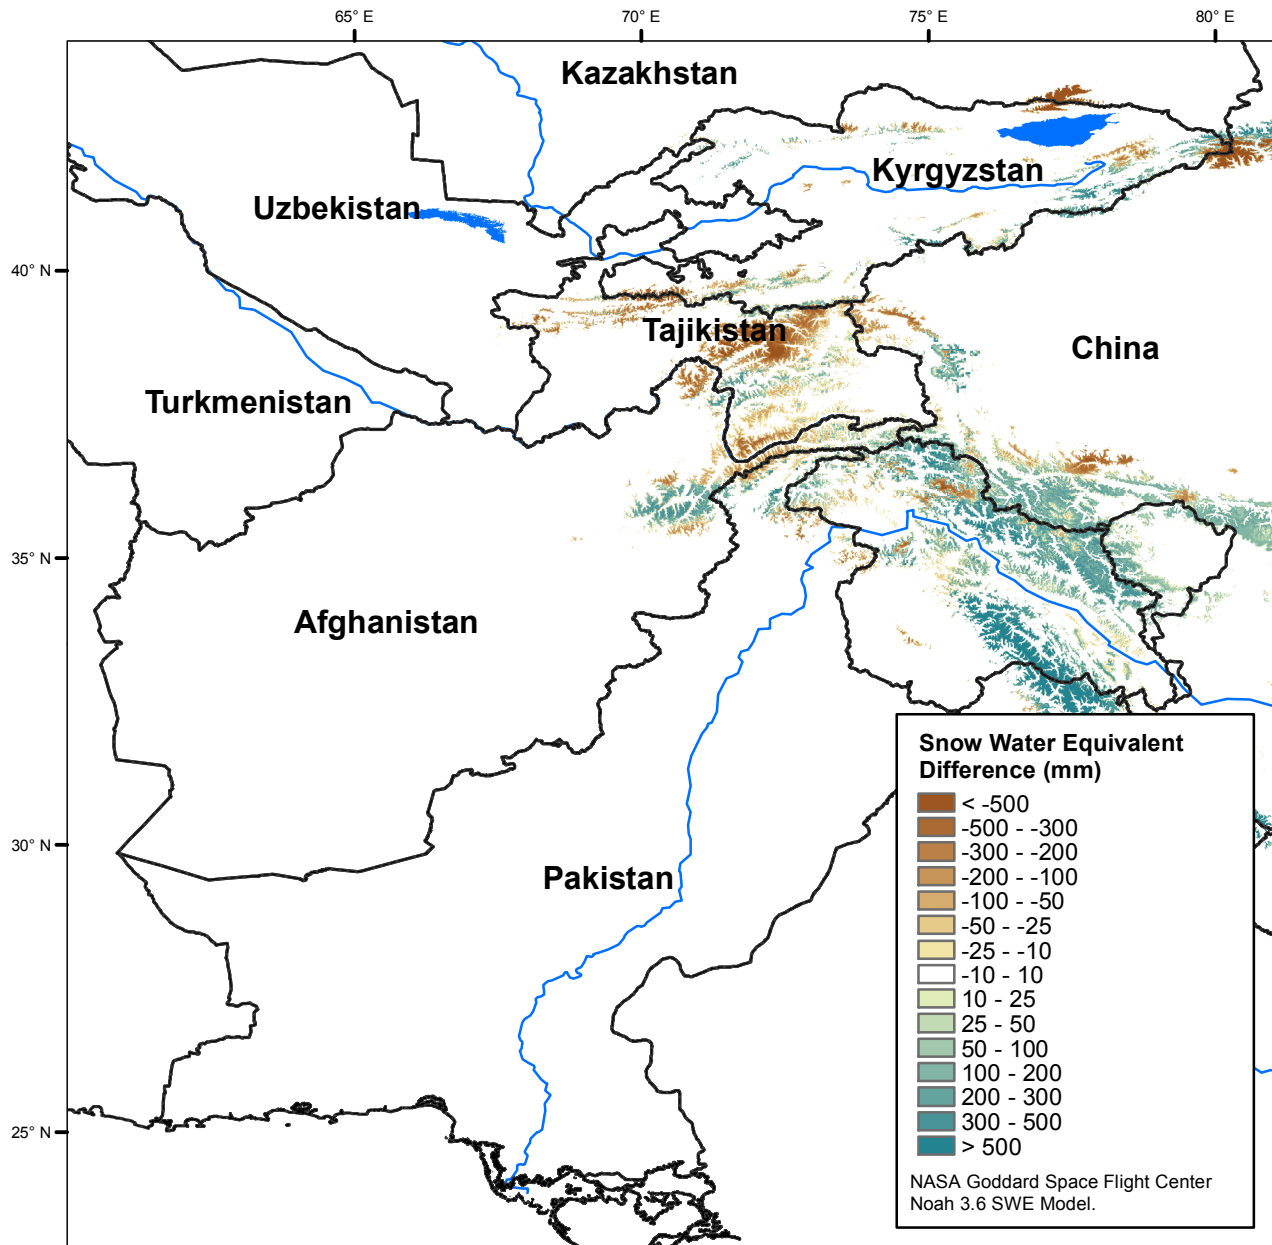 65° E
70° E
75° E
80° E
Kazakhstan
Kyrgyzstan
Uzbekistan
40° N
Tajikistan
China
Turkmenistan
35° N
Afghanistan
Snow Water Equivalent
Difference (mm)
< -500
-500 - -300
-300 - -200
-200 - -100
-100 - -50
-50 - -25
-25 - -10
-10 - 10
10 - 25
25 - 50
50 - 100
100 - 200
200 - 300
300 - 500
> 500
30° N
Pakistan
25° N
NASA Goddard Space Flight Center
Noah 3.6 SWE Model.